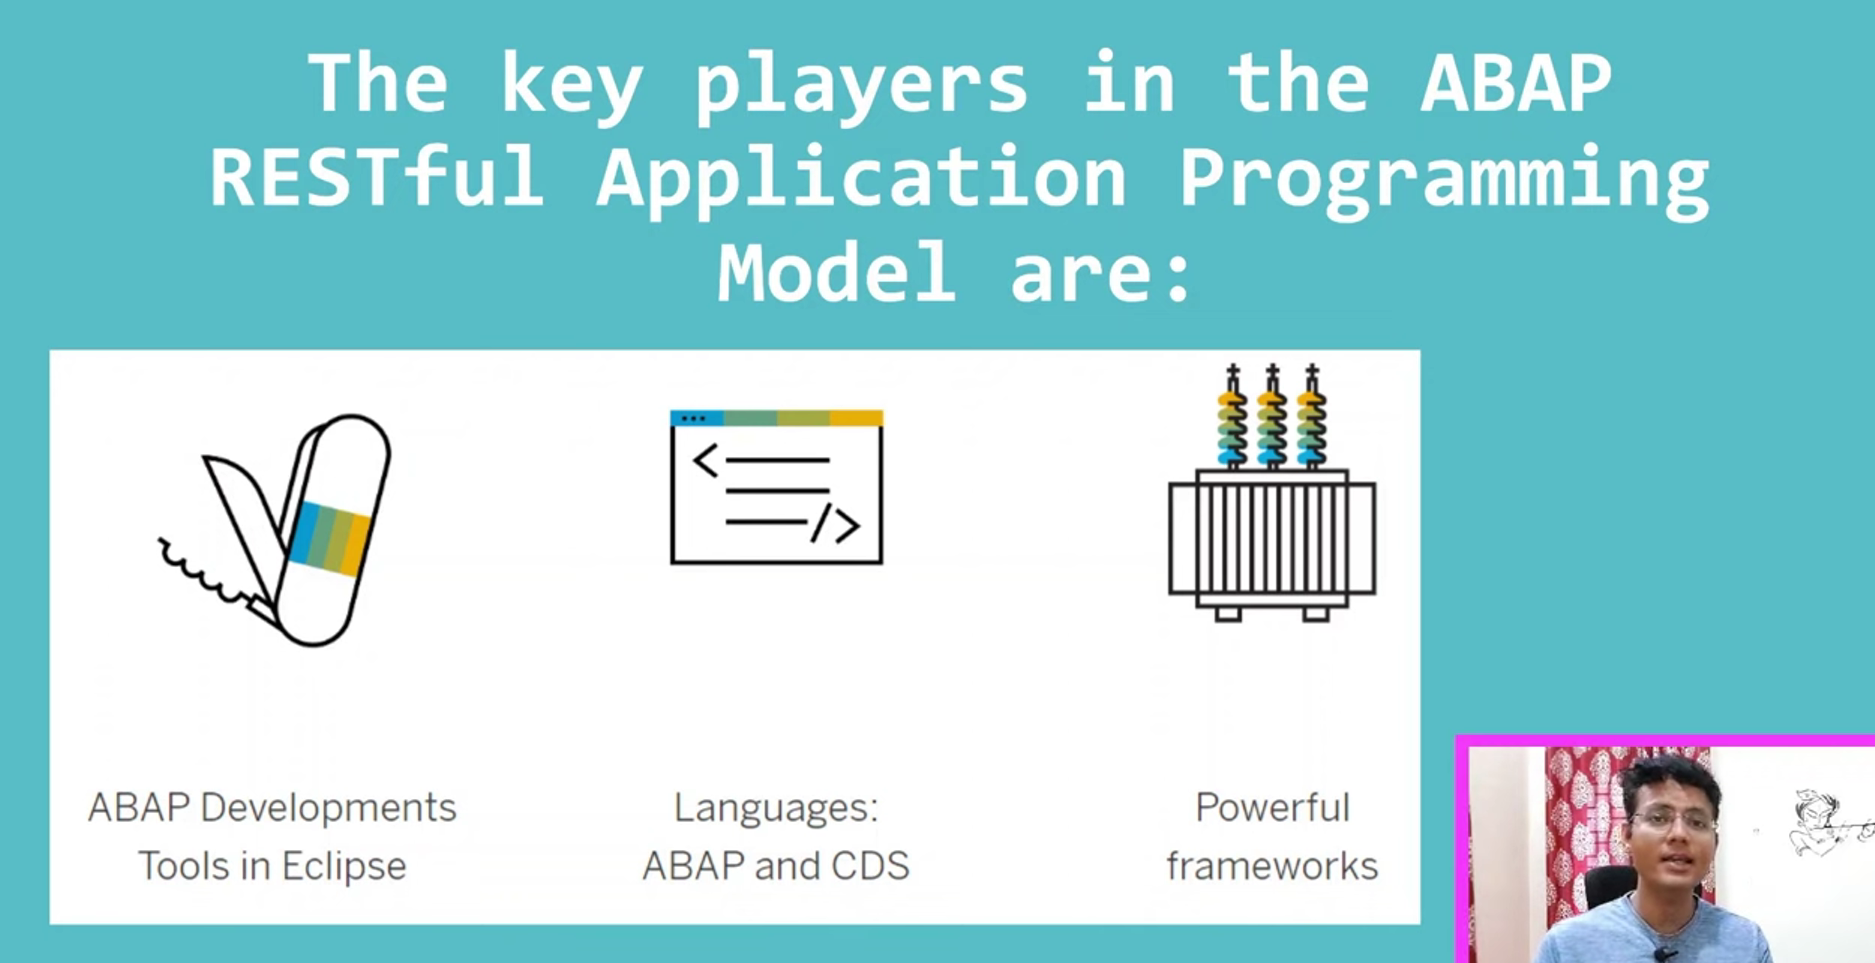 The key players in the ABAP
RESTful Application Programming
Model are:
ABAP Developments
Tools in Eclipse
Languages:
ABAP and CDS
Powerful
frameworks